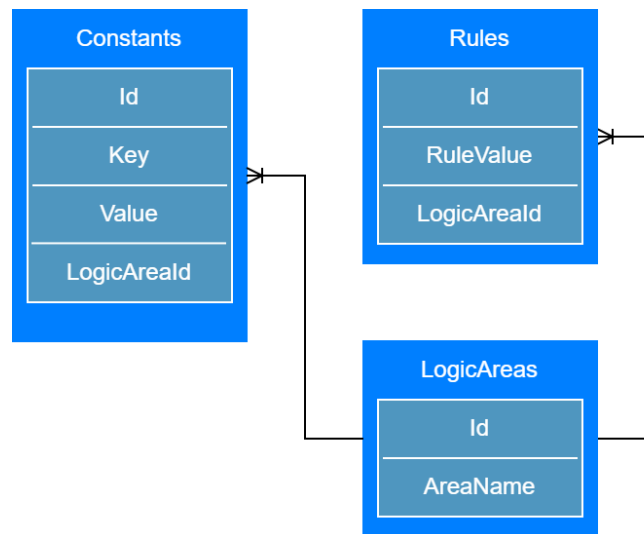 Constants
Id
Key
Value
LogicAreaId
Rules
Id
RuleValue
LogicAreaId
LogicAreas
Id
AreaName